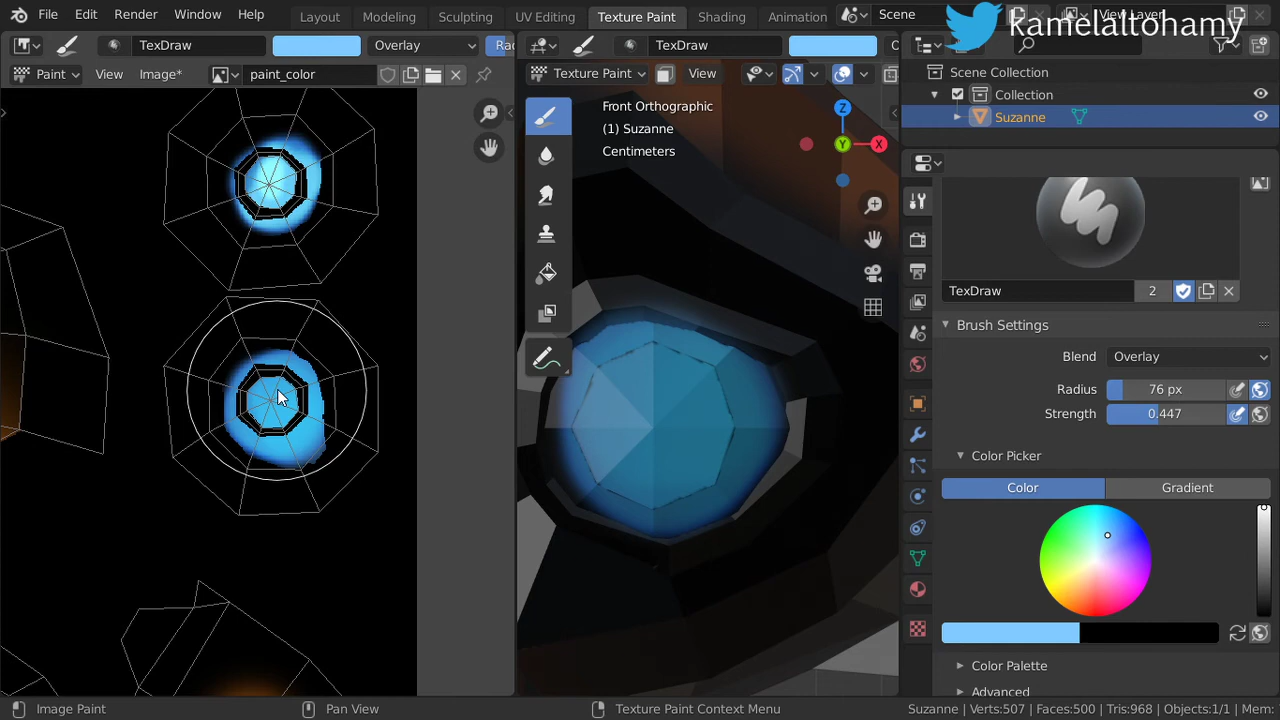 File Edit Render Window Help Layout Modeling Sculpting UV Editing Texture Paint Shading Animation Scene View Layer
kamelaltohamy
TexDraw Overlay Rad TexDraw
Paint View Image* paint_color Texture Paint View
Scene Collection
Collection
Suzanne
Front Orthographic
(1) Suzanne
Centimeters
Z
Y
X
TexDraw 2
Brush Settings
Blend Overlay
Radius 76 px
Strength 0.447
Color Picker
Color Gradient
Color Palette
Advanced
Image Paint Pan View Texture Paint Context Menu Suzanne | Verts:507 | Faces:500 | Tris:968 | Objects:1/1 | Mem: